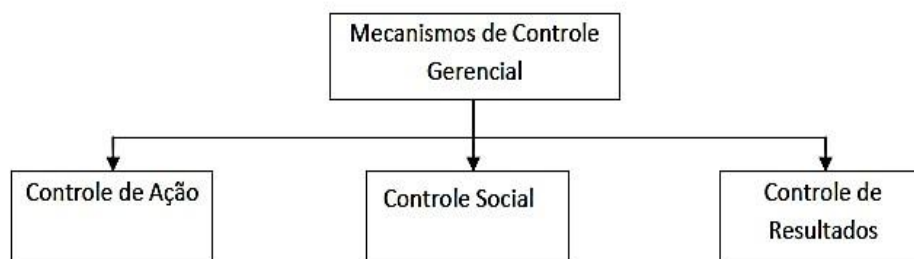 Mecanismos de Controle
Gerencial
Controle de Ação
Controle Social
Controle de
Resultados